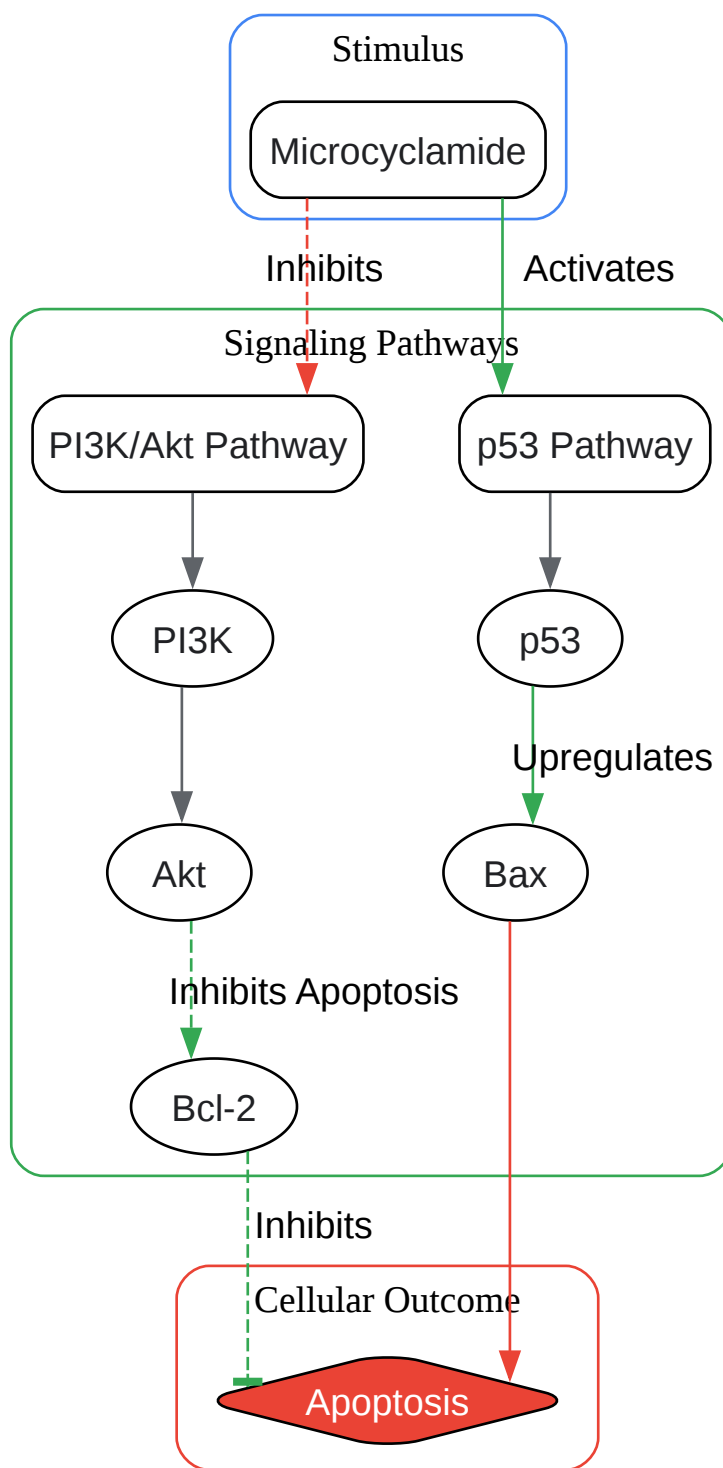 Stimulus
Microcyclamide
Inhibits
Activates
Signaling Pathways
PI3K/Akt Pathway
p53 Pathway
PI3K
p53
Upregulates
Akt
Bax
Inhibits Apoptosis
Bcl-2
Inhibits
Cellular Outcome
Apoptosis